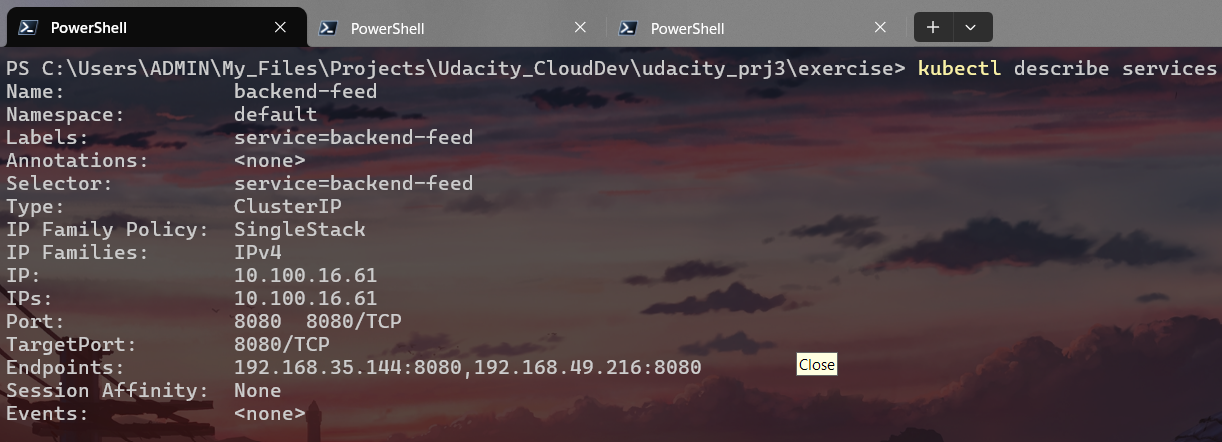 PowerShell PowerShell PowerShell
PS C:\Users\ADMIN\My_Files\Projects\Udacity_CloudDev\udacity_prj3\exercise> kubectl describe services
Name: backend-feed
Namespace: default
Labels: service=backend-feed
Annotations: <none>
Selector: service=backend-feed
Type: ClusterIP
IP Family Policy: SingleStack
IP Families: IPv4
IP: 10.100.16.61
IPs: 10.100.16.61
Port: 8080 8080/TCP
TargetPort: 8080/TCP
Endpoints: 192.168.35.144:8080,192.168.49.216:8080
Close
Session Affinity: None
Events: <none>